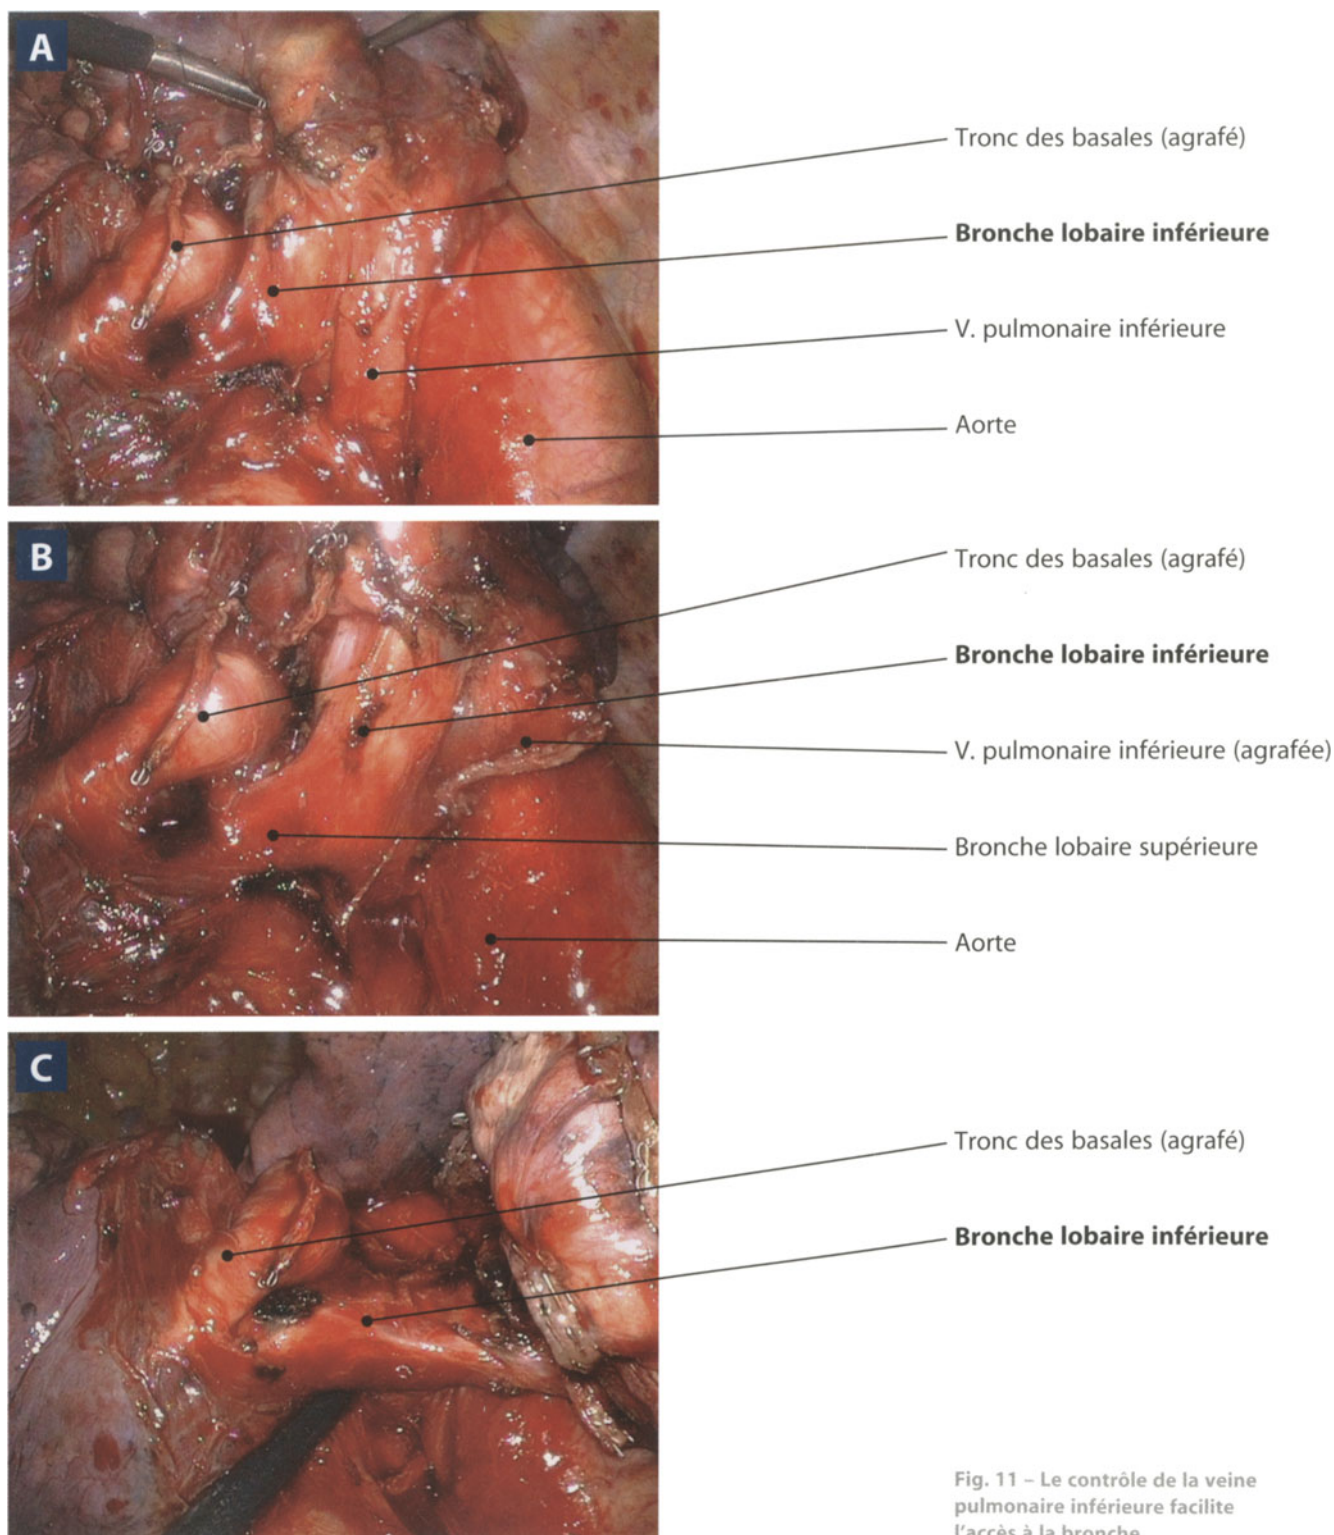 A
Tronc des basales (agrafé)
Bronche lobaire inférieure
V. pulmonaire inférieure
Aorte
B
Tronc des basales (agrafé)
Bronche lobaire inférieure
V. pulmonaire inférieure (agrafée)
Bronche lobaire supérieure
Aorte
C
Tronc des basales (agrafé)
Bronche lobaire inférieure
Fig. 11 – Le contrôle de la veine
pulmonaire inférieure facilite
l'accès à la bronche